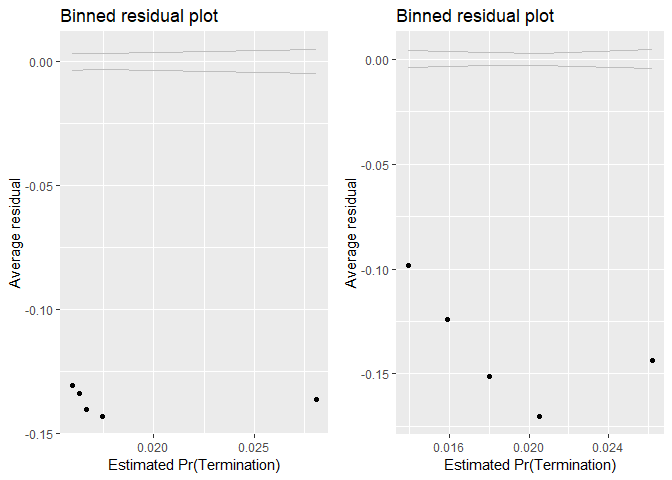 Binned residual plot
0.00
-0.05
-0.10
-0.15
Average residual
0.020
0.025
Estimated Pr(Termination)
Binned residual plot
0.00
-0.05
-0.10
-0.15
Average residual
0.016
0.020
0.024
Estimated Pr(Termination)